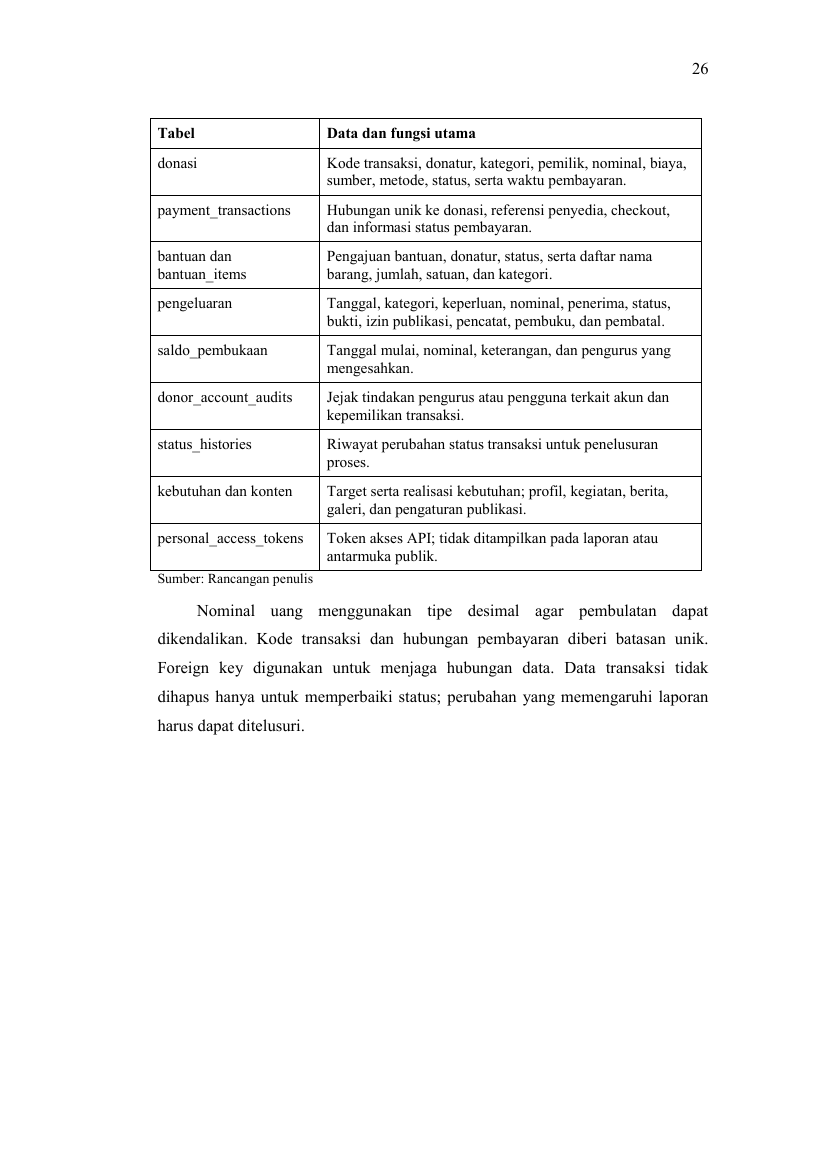 26
Tabel
Data dan fungsi utama
donasi
Kode transaksi, donatur, kategori, pemilik, nominal, biaya,
sumber, metode, status, serta waktu pembayaran.
payment_transactions
Hubungan unik ke donasi, referensi penyedia, checkout,
dan informasi status pembayaran.
bantuan dan
bantuan_items
Pengajuan bantuan, donatur, status, serta daftar nama
barang, jumlah, satuan, dan kategori.
pengeluaran
Tanggal, kategori, keperluan, nominal, penerima, status,
bukti, izin publikasi, pencatat, pembuku, dan pembatal.
saldo_pembukaan
Tanggal mulai, nominal, keterangan, dan pengurus yang
mengesahkan.
donor_account_audits
Jejak tindakan pengurus atau pengguna terkait akun dan
kepemilikan transaksi.
status_histories
Riwayat perubahan status transaksi untuk penelusuran
proses.
kebutuhan dan konten
Target serta realisasi kebutuhan; profil, kegiatan, berita,
galeri, dan pengaturan publikasi.
personal_access_tokens
Token akses API; tidak ditampilkan pada laporan atau
antarmuka publik.
Sumber: Rancangan penulis
Nominal uang menggunakan tipe desimal agar pembulatan dapat
dikendalikan. Kode transaksi dan hubungan pembayaran diberi batasan unik.
Foreign key digunakan untuk menjaga hubungan data. Data transaksi tidak
dihapus hanya untuk memperbaiki status; perubahan yang memengaruhi laporan
harus dapat ditelusuri.